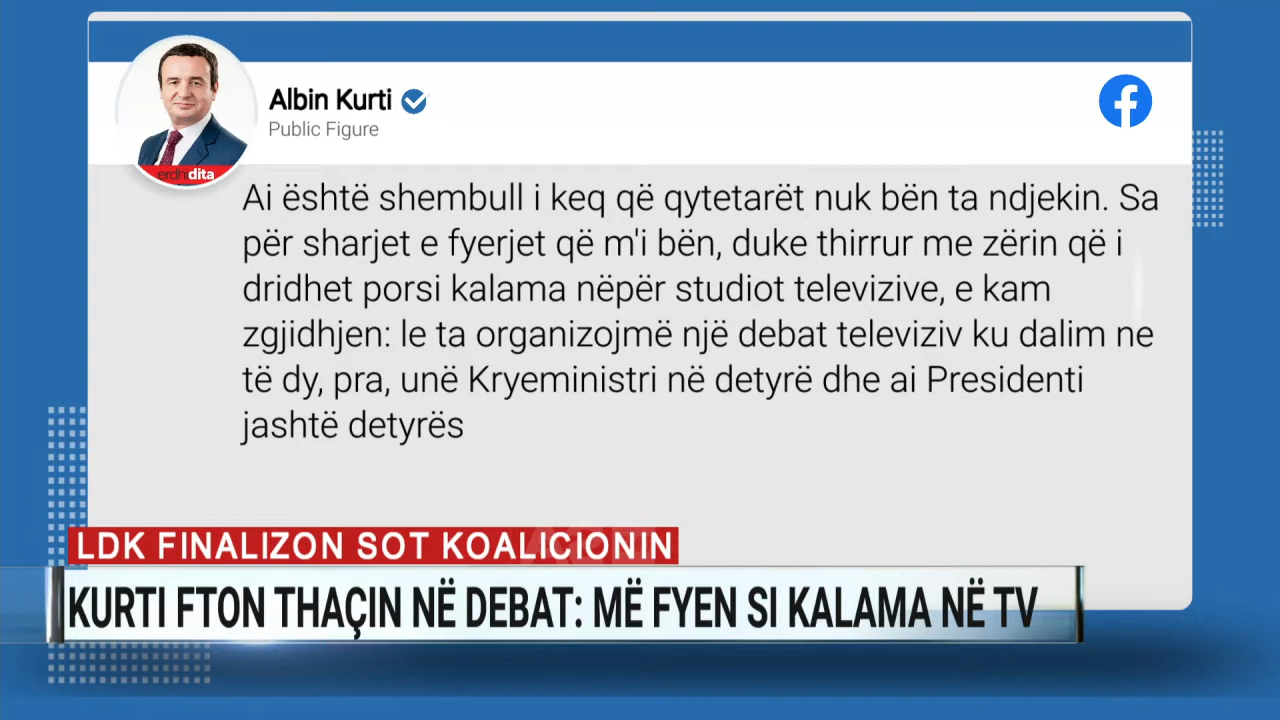 Albin Kurti
Public Figure
erdhi dita
Ai është shembull i keq që qytetarët nuk bën ta ndjekin. Sa
për sharjet e fyerjet që m'i bën, duke thirrur me zërin që i
dridhet porsi kalama nëpër studiot televizive, e kam
zgjidhjen: le ta organizojmë një debat televiziv ku dalim ne
të dy, pra, unë Kryeministri në detyrë dhe ai Presidenti
jashtë detyrës
LDK FINALIZON SOT KOALICIONIN
KURTI FTON THAÇIN NË DEBAT: MË FYEN SI KALAMA NË TV